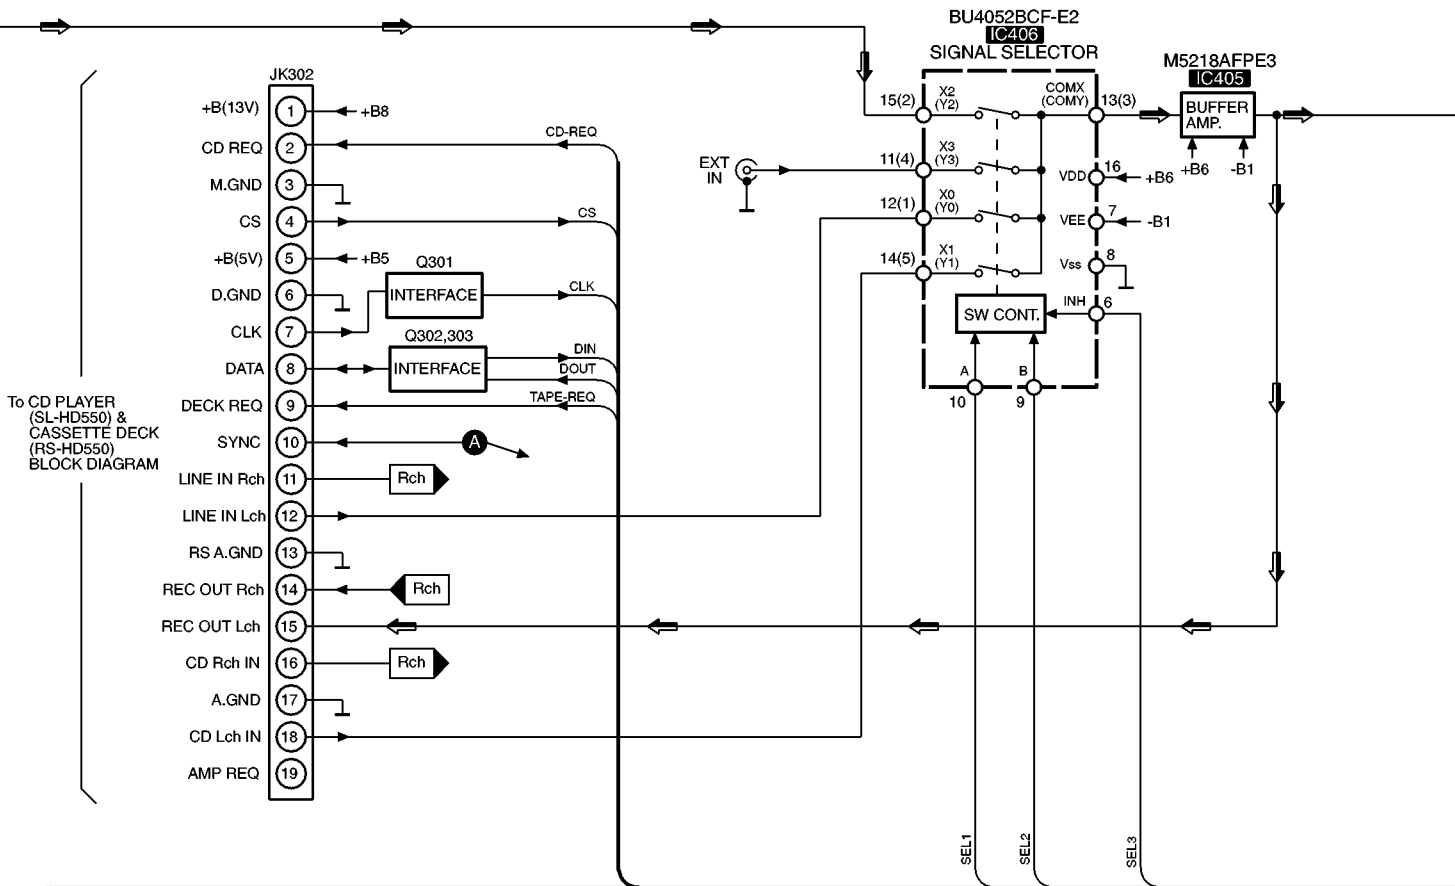 BU4052BCF-E2
IC406
SIGNAL SELECTOR
M5218AFPE3
IC405
BUFFER
AMP.
+B6
-B1
JK302
+B(13V) 1 +B8
CD REQ 2 CD-REQ
M.GND 3
CS 4 CS
+B(5V) 5 +B5
D.GND 6
CLK 7
DATA 8
DECK REQ 9 TAPE-REQ
SYNC 10 A
LINE IN Rch 11 Rch
LINE IN Lch 12
RS A.GND 13
REC OUT Rch 14 Rch
REC OUT Lch 15
CD Rch IN 16 Rch
A.GND 17
CD Lch IN 18
AMP REQ 19
Q301
INTERFACE
CLK
Q302,303
INTERFACE
DIN
DOUT
To CD PLAYER
(SL-HD550) &
CASSETTE DECK
(RS-HD550)
BLOCK DIAGRAM
EXT
IN
15(2)
X2
(Y2)
COMX
(COMY)
13(3)
11(4)
X3
(Y3)
VDD
16
+B6
12(1)
X0
(Y0)
VEE
7
-B1
14(5)
X1
(Y1)
Vss
8
SW CONT.
INH
6
A
B
10
9
SEL1
SEL2
SEL3